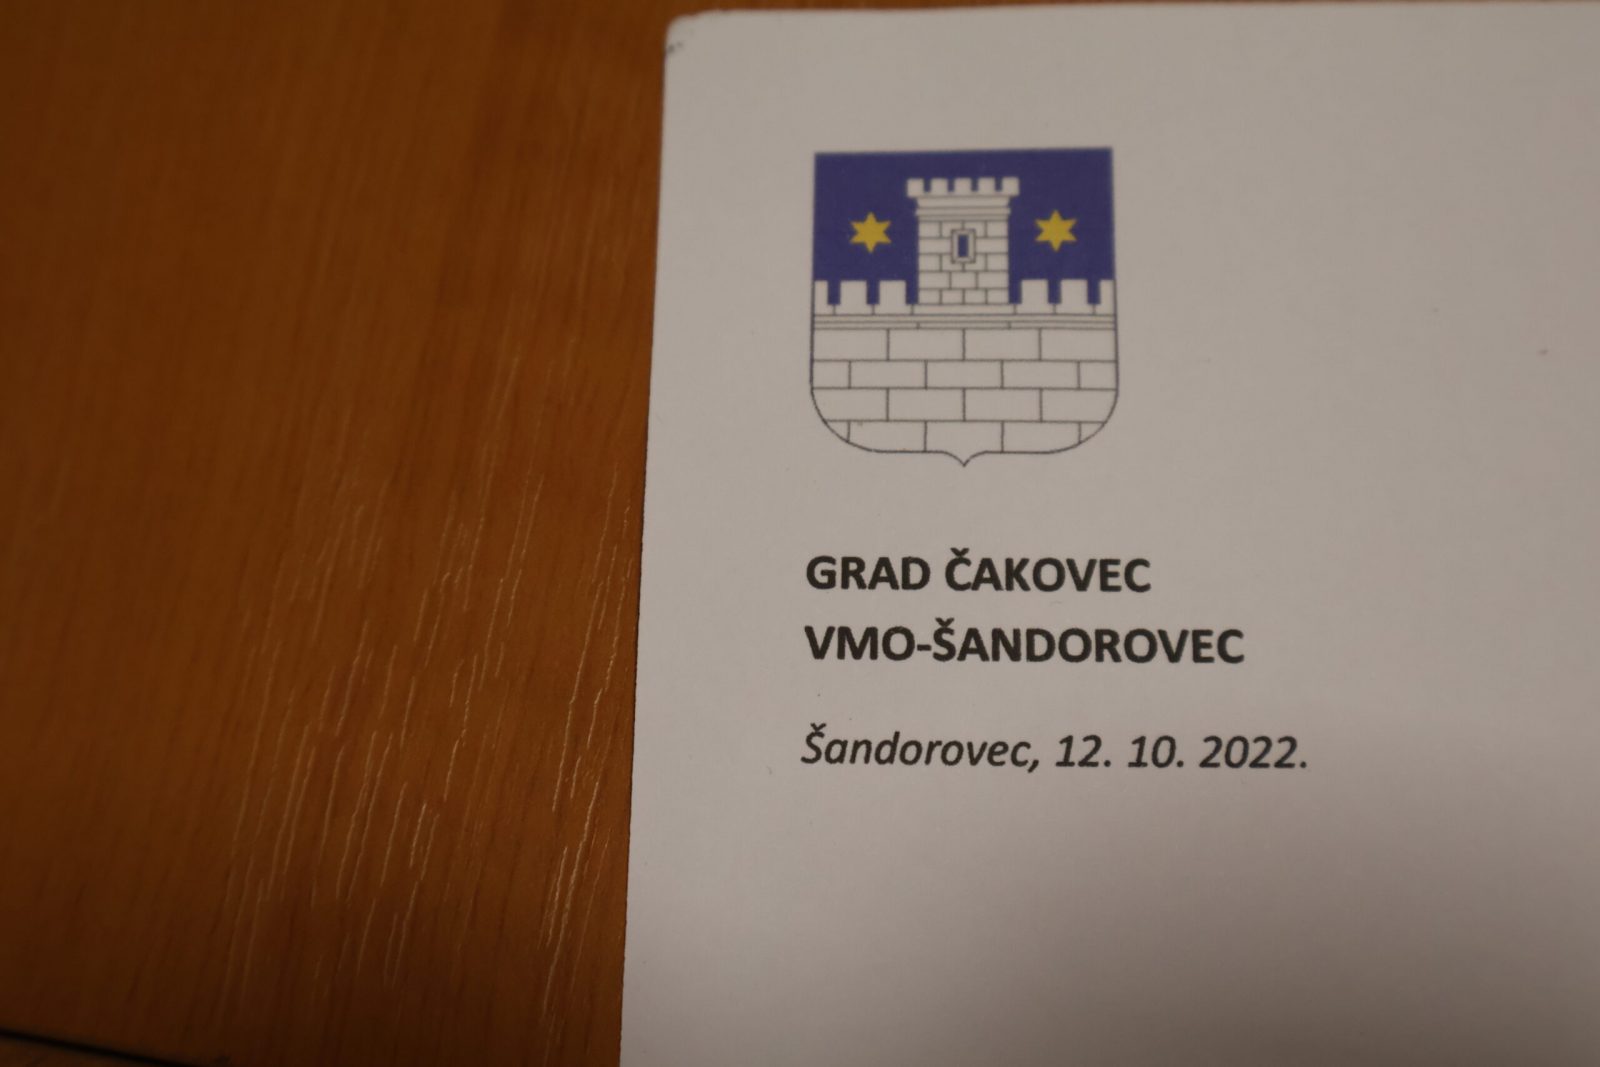 GRAD ČAKOVEC
VMO-ŠANDOROVEC
Šandorovec, 12. 10. 2022.